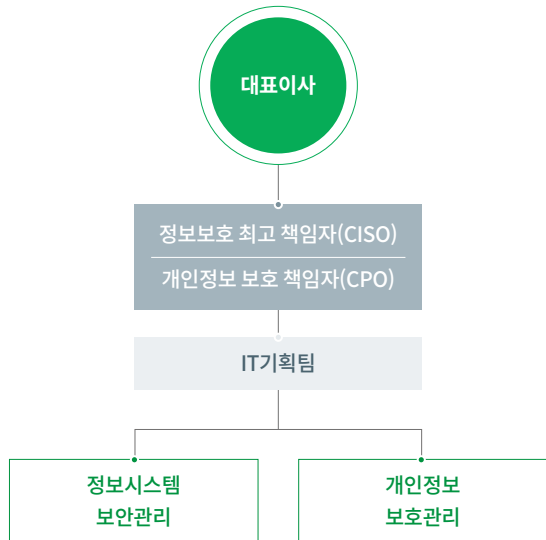 대표이사
정보보호 최고 책임자(CISO)
개인정보 보호 책임자(CPO)
IT기획팀
정보시스템
보안관리
개인정보
보호관리